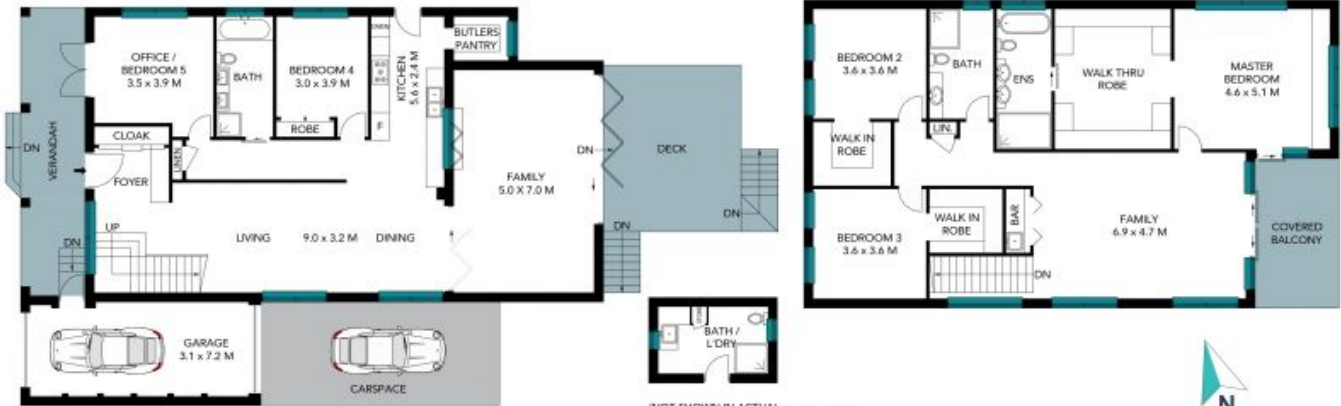 OFFICE /
BEDROOM 5
3.5 x 3.9 M
BATH
BEDROOM 4
3.0 x 3.9 M
ROBE
OVEN
KITCHEN
5.6 x 2.4 M
F
BUTLERS
PANTRY
CLOAK
LINEN
FOYER
VERANDAH
DN
DN
UP
LIVING
9.0 x 3.2 M
DINING
FAMILY
5.0 X 7.0 M
DN
DECK
DN
DN
GARAGE
3.1 x 7.2 M
CARSPACE
BATH /
L'DRY
BEDROOM 2
3.6 x 3.6 M
BATH
ENS
WALK THRU
ROBE
MASTER
BEDROOM
4.6 x 5.1 M
WALK IN
ROBE
LIN.
BEDROOM 3
3.6 x 3.6 M
WALK IN
ROBE
BAR
DN
FAMILY
6.9 x 4.7 M
COVERED
BALCONY
N